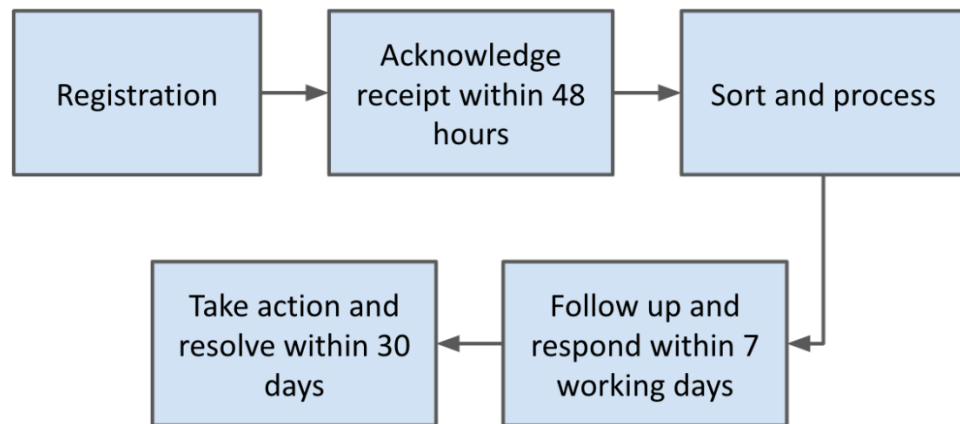 Registration
Acknowledge
receipt within 48
hours
Sort and process
Follow up and
respond within 7
working days
Take action and
resolve within 30
days